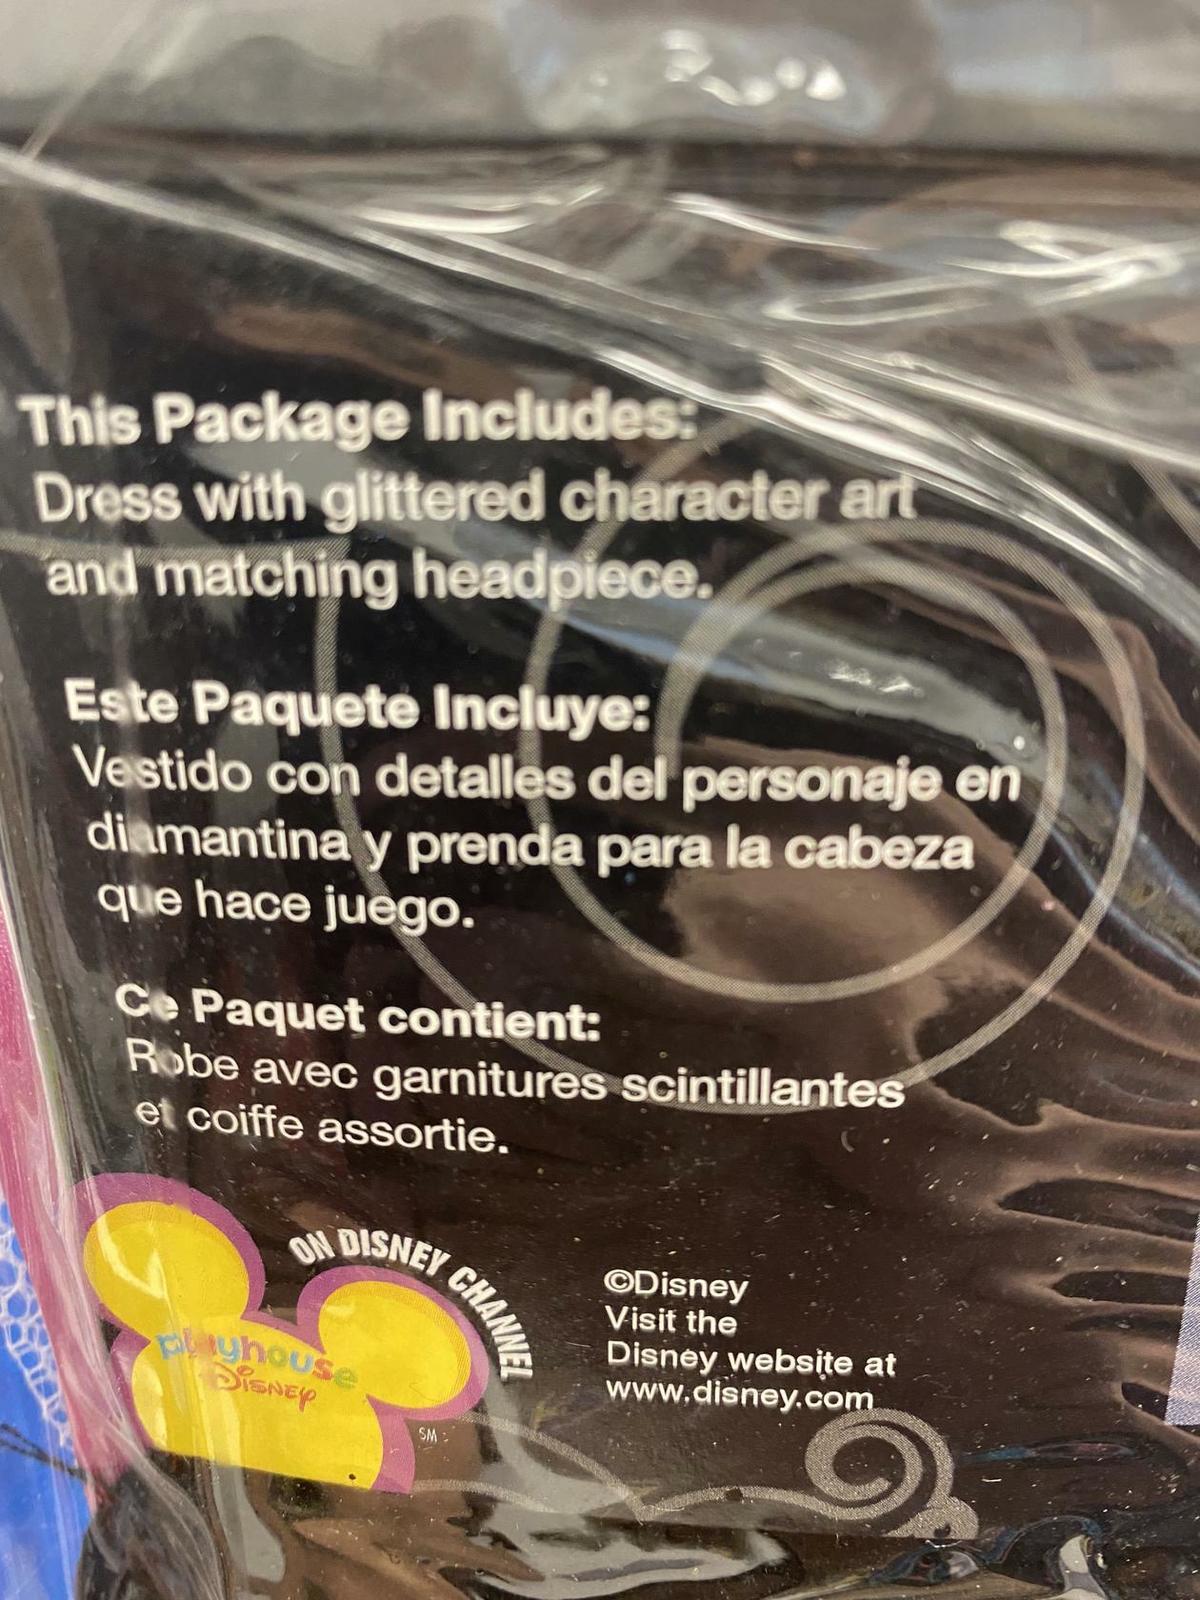 This Package Includes:
Dress with glittered character art
and matching headpiece.
Este Paquete Incluye:
Vestido con detalles del personaje en
diamantina y prenda para la cabeza
que hace juego.
Ce Paquet contient:
Robe avec garnitures scintillantes
et coiffe assortie.
ON DISNEY CHANNEL
playhouse
DISNEY
SM
©Disney
Visit the
Disney website at
www.disney.com